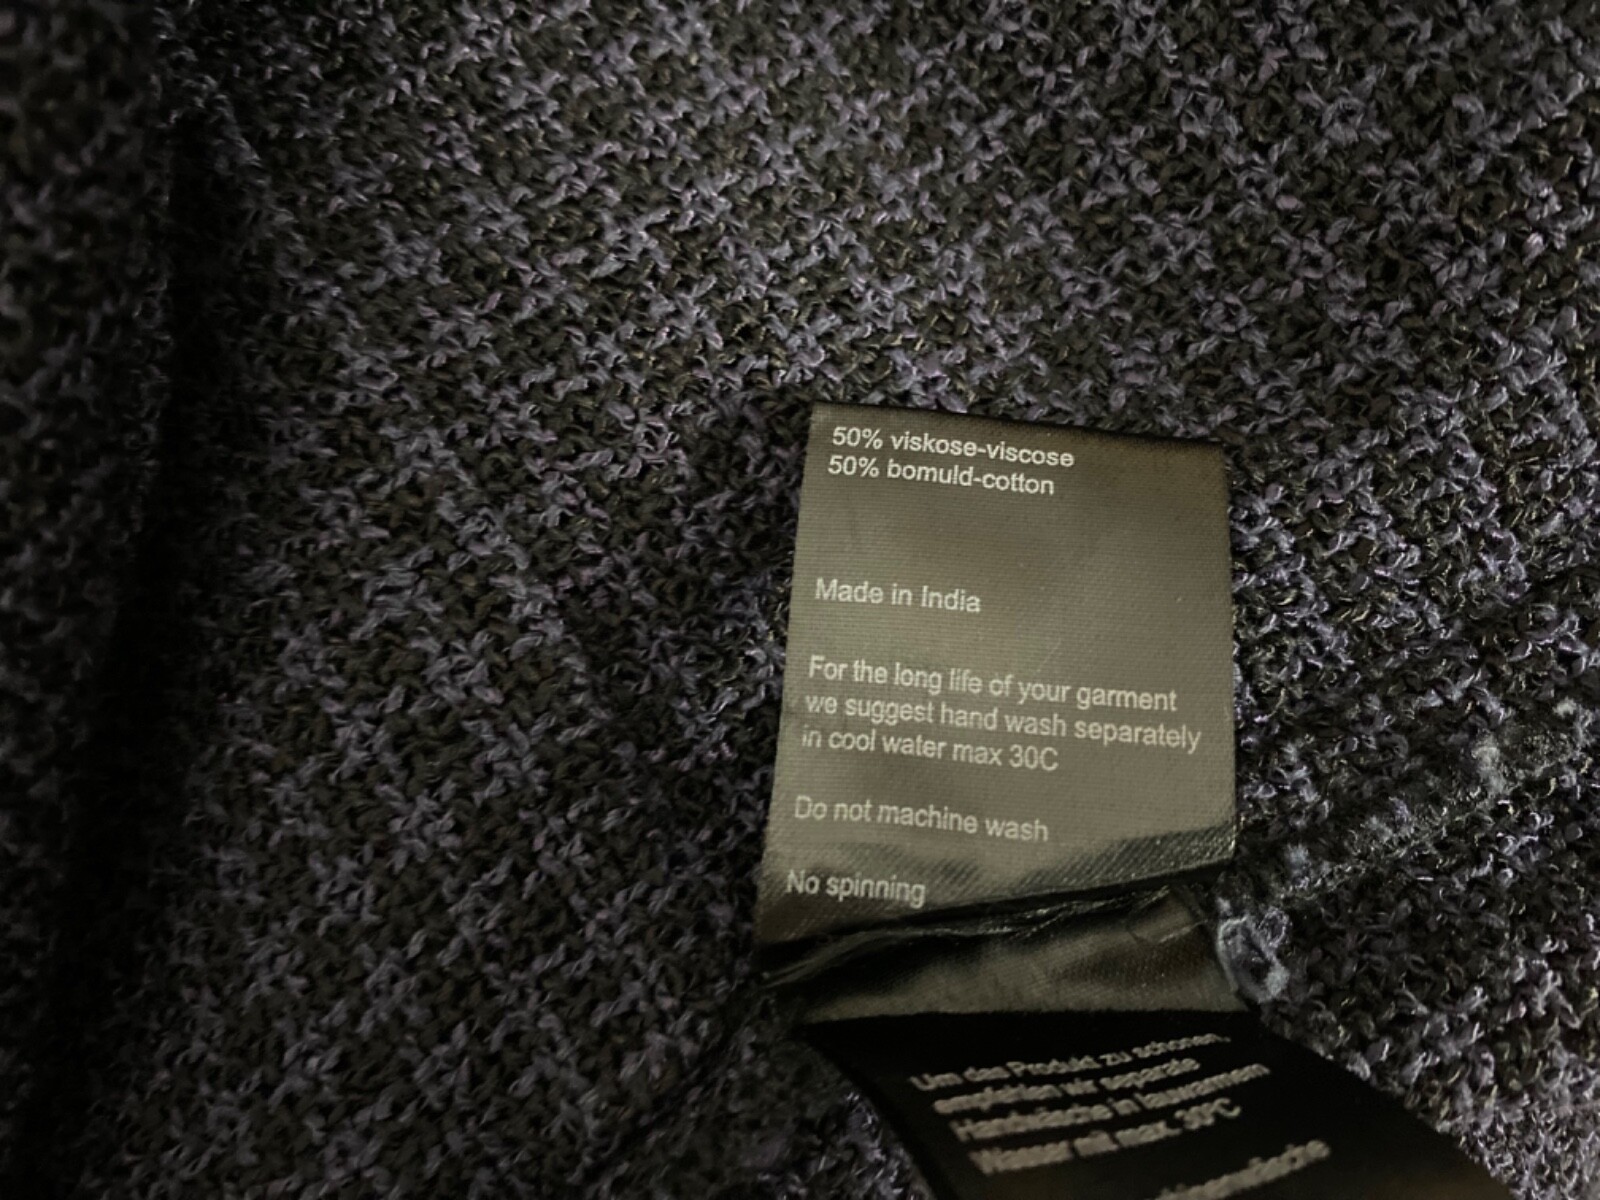 50% viskose-viscose
50% bomuld-cotton
Made in India
For the long life of your garment
we suggest hand wash separately
in cool water max 30C
Do not machine wash
No spinning
Um das Produkt zu schonen,
empfehlen wir separate
Handwäsche in lauwarmem
Wasser mit max. 30°C